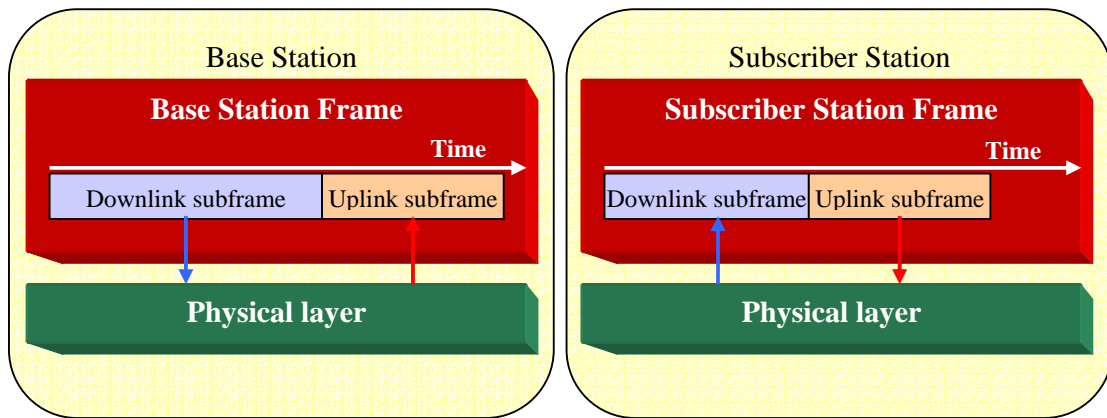 Base Station
Base Station Frame
Time
Downlink subframe
Uplink subframe
Physical layer
Subscriber Station
Subscriber Station Frame
Time
Downlink subframe
Uplink subframe
Physical layer